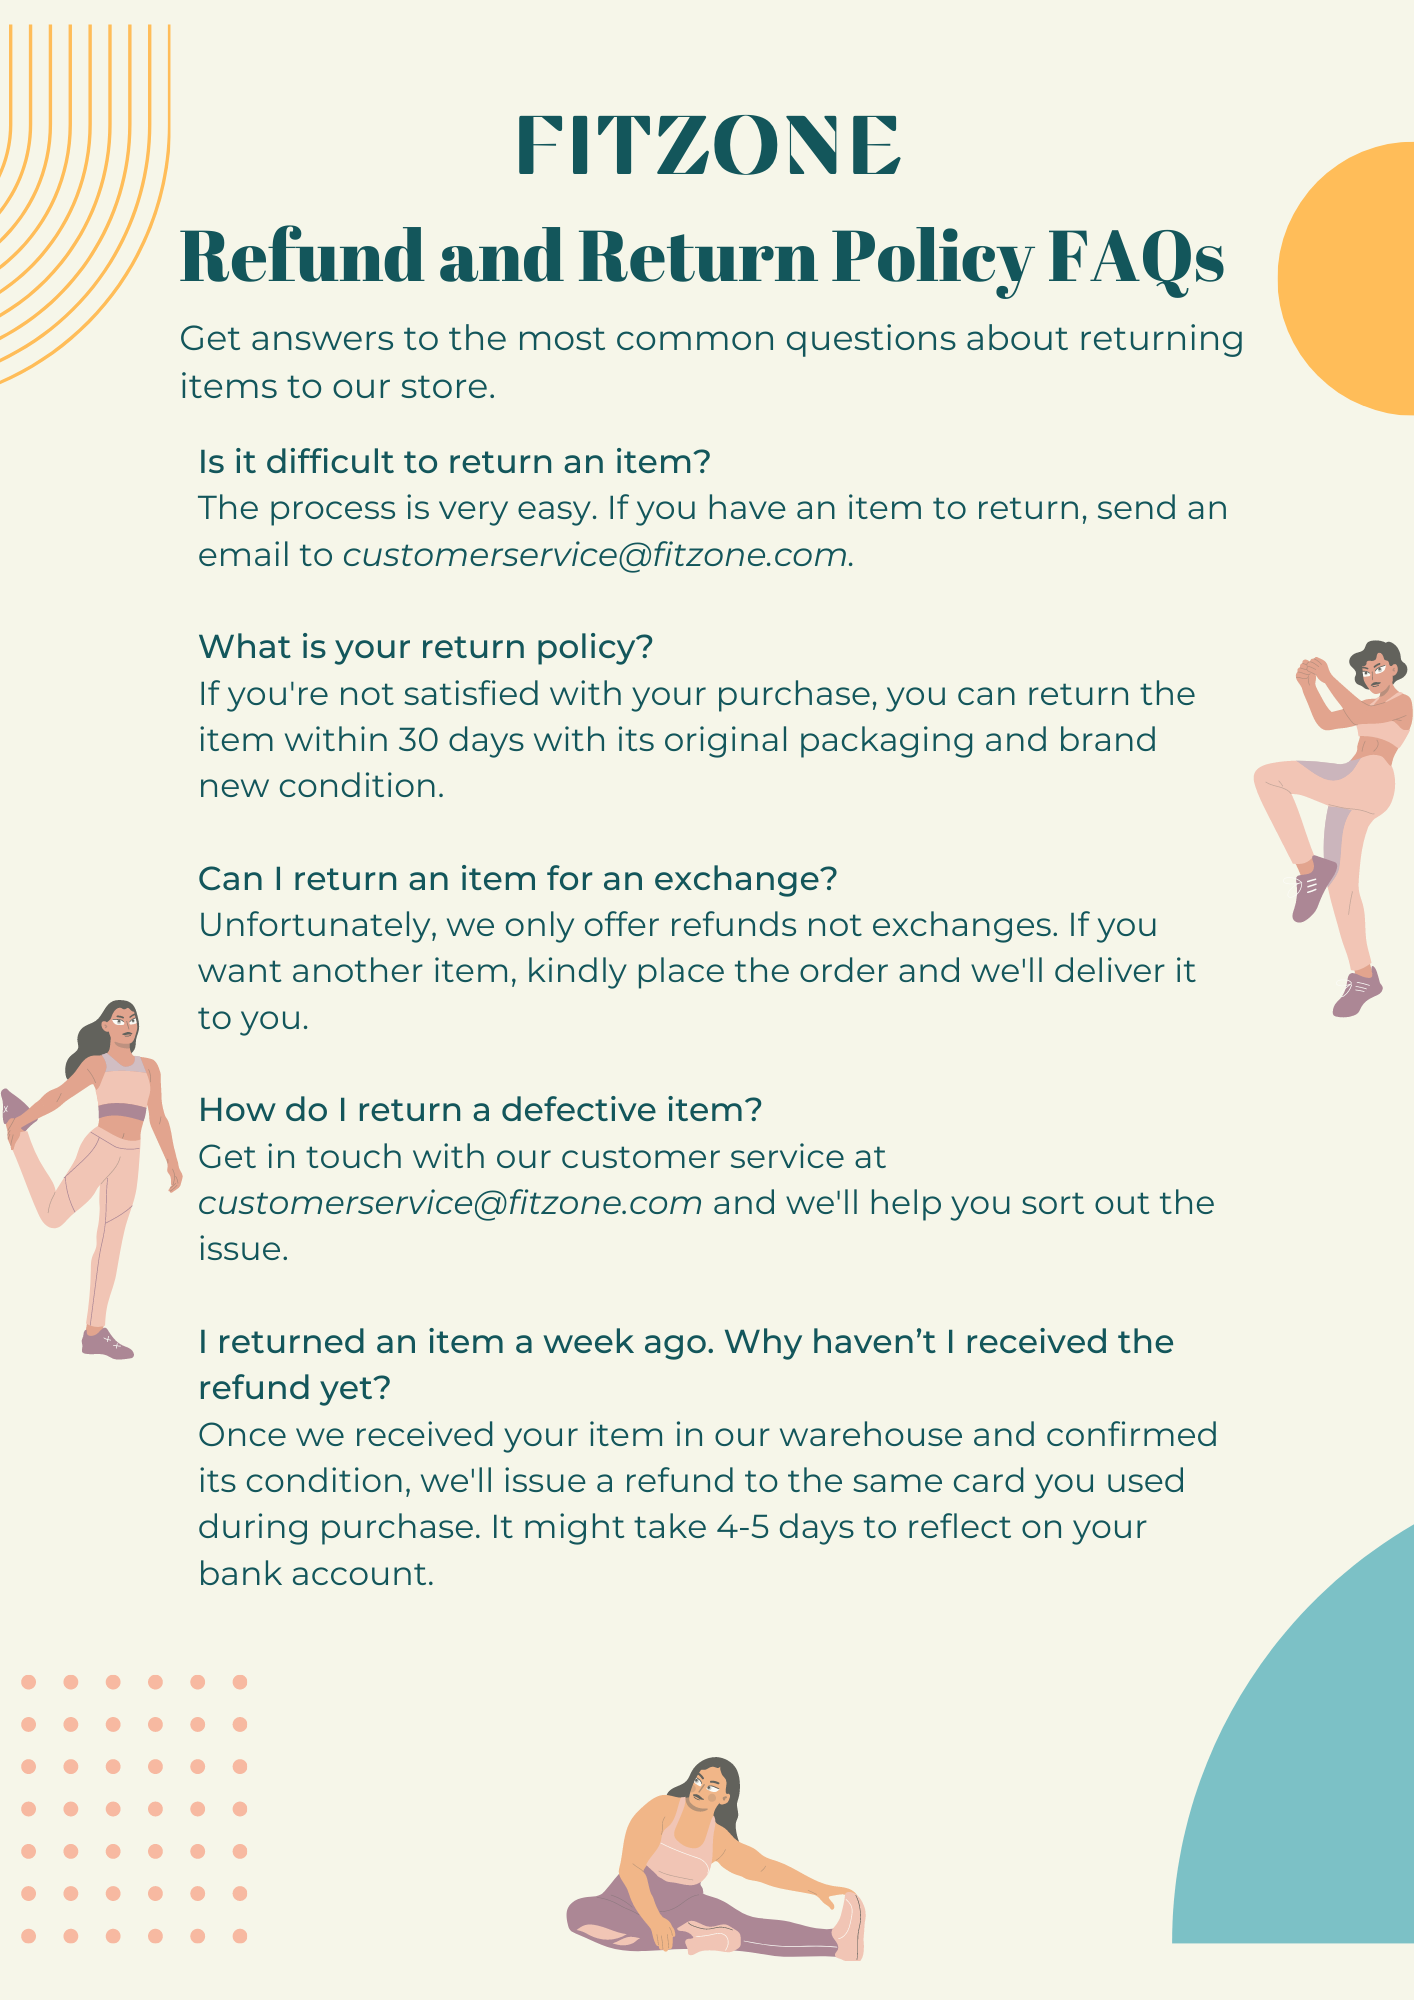 FITZONE
Refund and Return Policy FAQs
Get answers to the most common questions about returning
items to our store.
Is it difficult to return an item?
The process is very easy. If you have an item to return, send an
email to customerservice@fitzone.com.
What is your return policy?
If you're not satisfied with your purchase, you can return the
item within 30 days with its original packaging and brand
new condition.
Can I return an item for an exchange?
Unfortunately, we only offer refunds not exchanges. If you
want another item, kindly place the order and we'll deliver it
to you.
How do I return a defective item?
Get in touch with our customer service at
customerservice@fitzone.com and we'll help you sort out the
issue.
I returned an item a week ago. Why haven’t I received the
refund yet?
Once we received your item in our warehouse and confirmed
its condition, we'll issue a refund to the same card you used
during purchase. It might take 4-5 days to reflect on your
bank account.